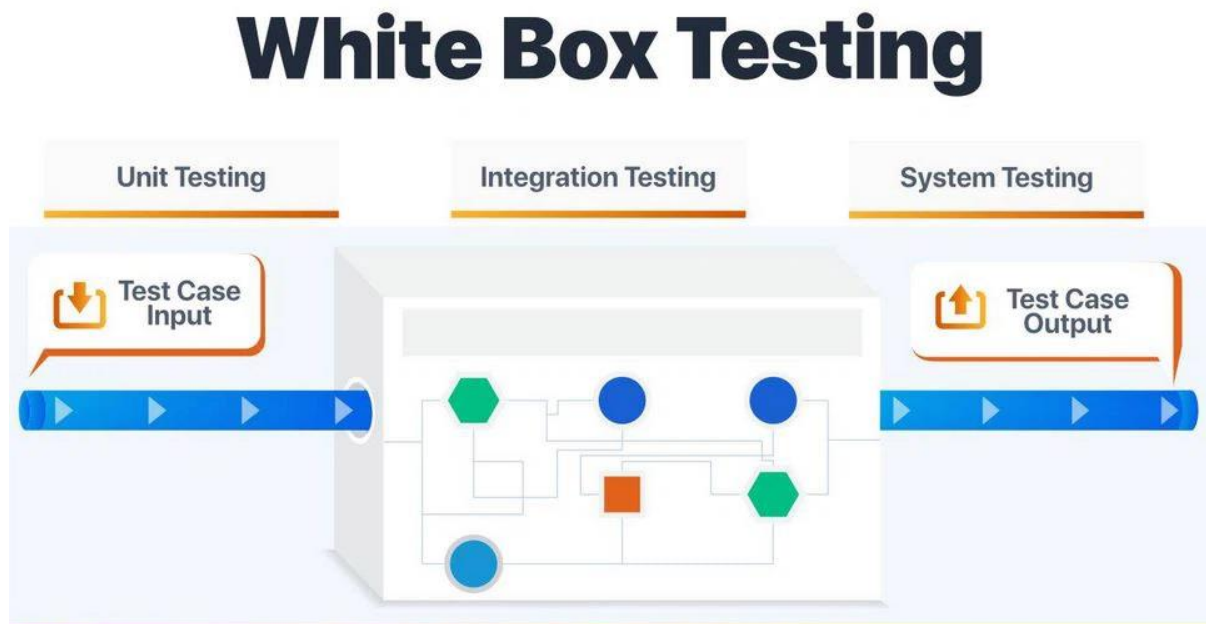 White Box Testing
Unit Testing
Integration Testing
System Testing
Test Case
Input
Test Case
Output